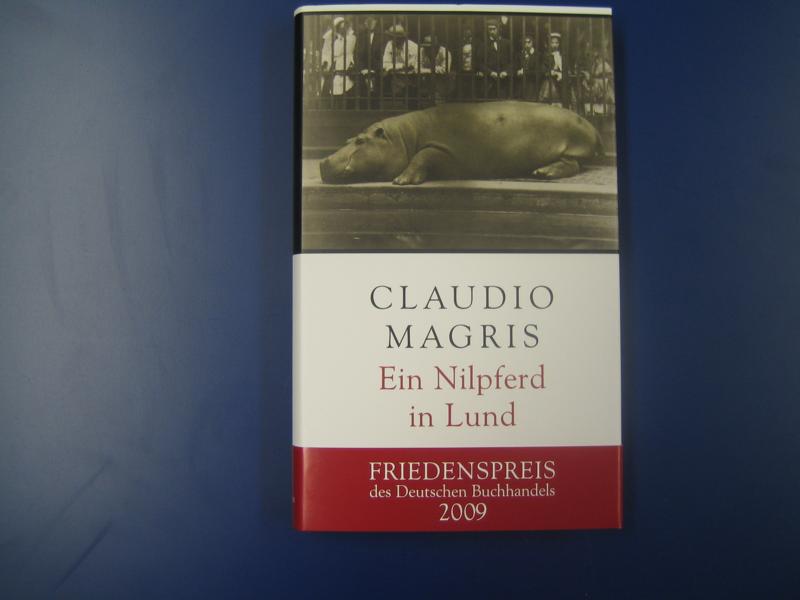 CLAUDIO
MAGRIS
Ein Nilpferd
in Lund
FRIEDENSPREIS
des Deutschen Buchhandels
2009